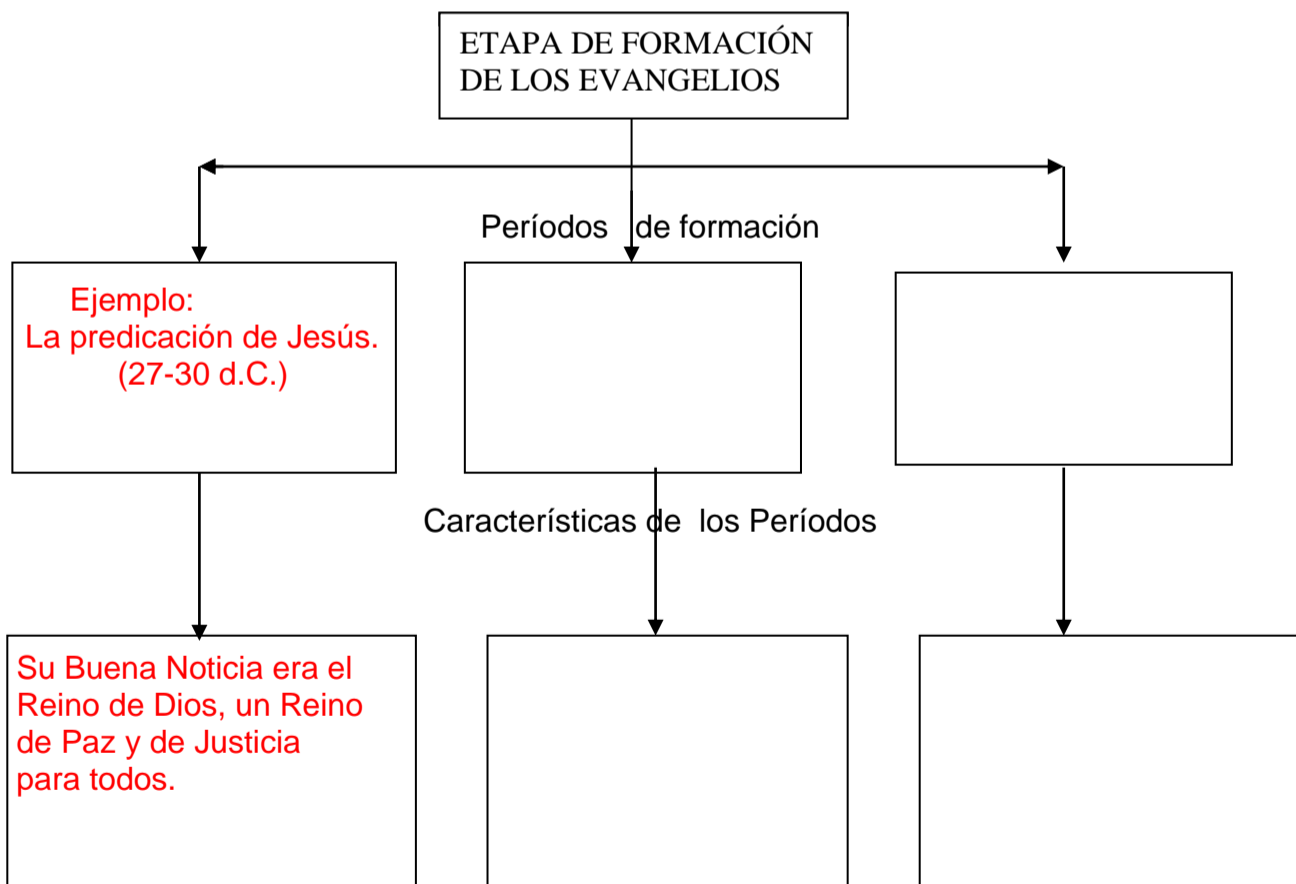 ETAPA DE FORMACIÓN
DE LOS EVANGELIOS
Períodos de formación
Ejemplo:
La predicación de Jesús.
(27-30 d.C.)
Características de los Períodos
Su Buena Noticia era el
Reino de Dios, un Reino
de Paz y de Justicia
para todos.